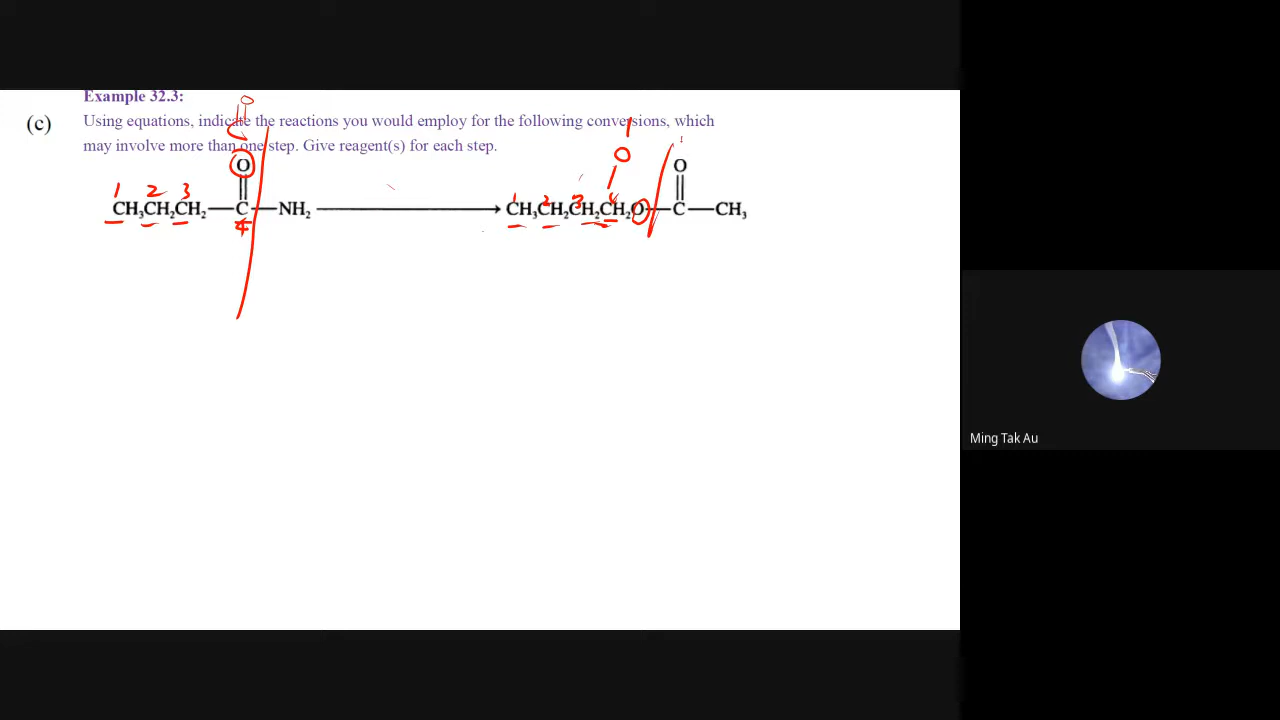 Example 32.3:
(c) Using equations, indicate the reactions you would employ for the following conversions, which
may involve more than one step. Give reagent(s) for each step.
O
O
O
O
1 2 3 1 2 3 4
CH₃CH₂CH₂—C—NH₂ → CH₃CH₂CH₂CH₂O—C—CH₃
4
Ming Tak Au